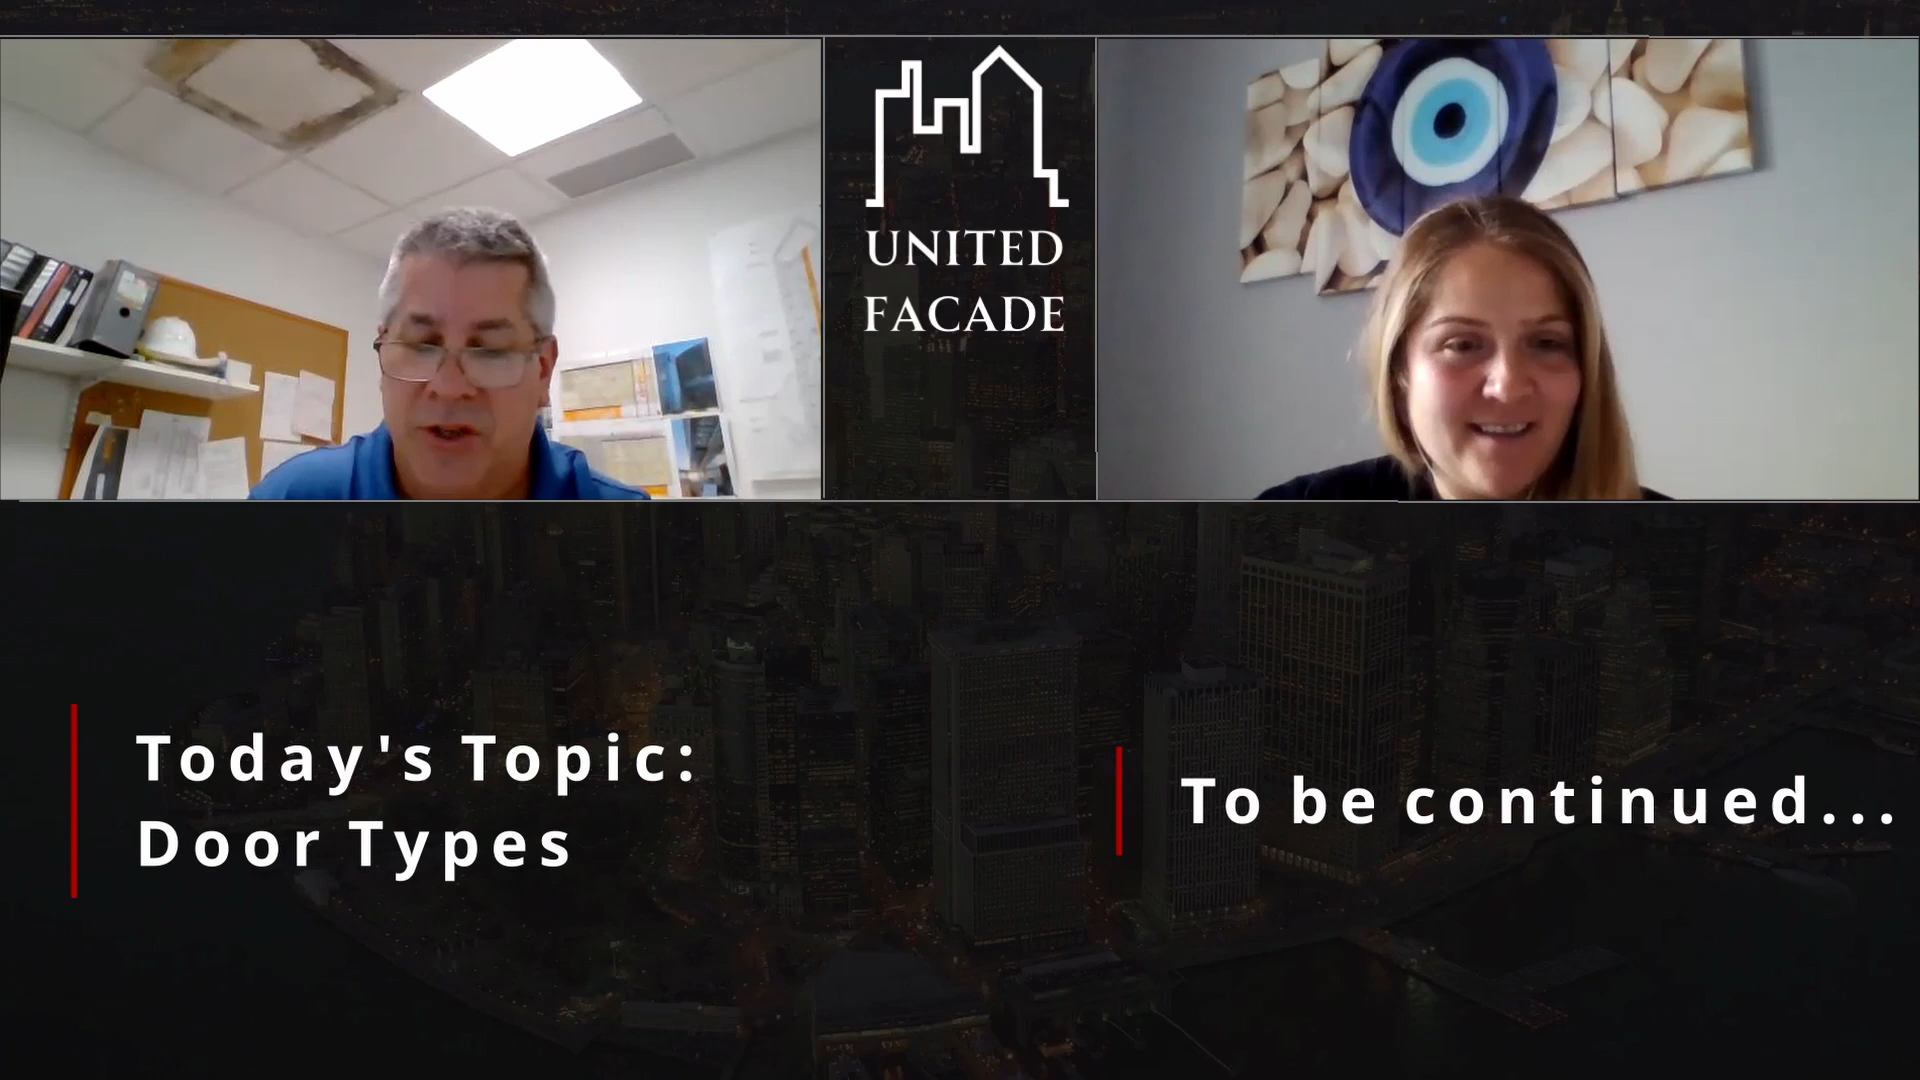 UNITED
FACADE
Today's Topic:
Door Types
To be continued...